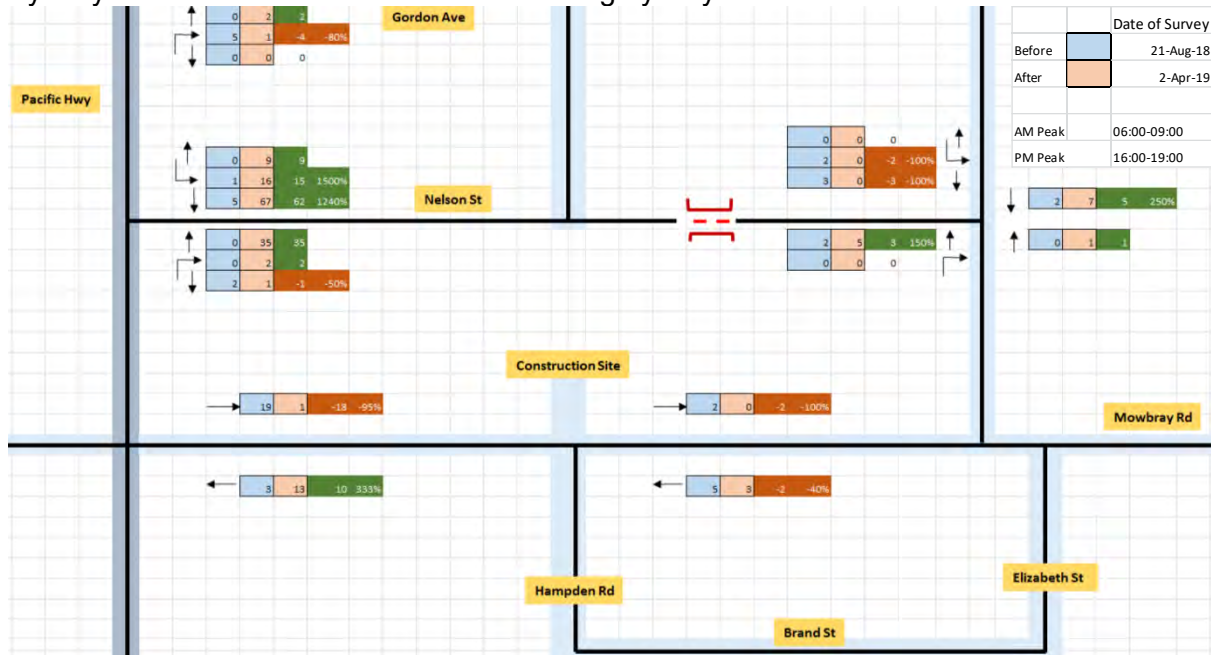 Gordon Ave
0 2 2
5 1 -4 -80%
0 0 0
Date of Survey
Before 21-Aug-18
After 2-Apr-19
AM Peak 06:00-09:00
PM Peak 16:00-19:00
Pacific Hwy
0 9 9
1 16 15 1500%
5 67 62 1240%
Nelson St
0 0 0
2 0 -2 -100%
3 0 -3 -100%
2 7 5 250%
0 1 1
0 35 35
0 2 2
2 1 -1 -50%
2 5 3 150%
0 0 0
Construction Site
19 1 -18 -95%
2 0 -2 -100%
Mowbray Rd
3 13 10 333%
5 3 -2 -40%
Hampden Rd
Elizabeth St
Brand St